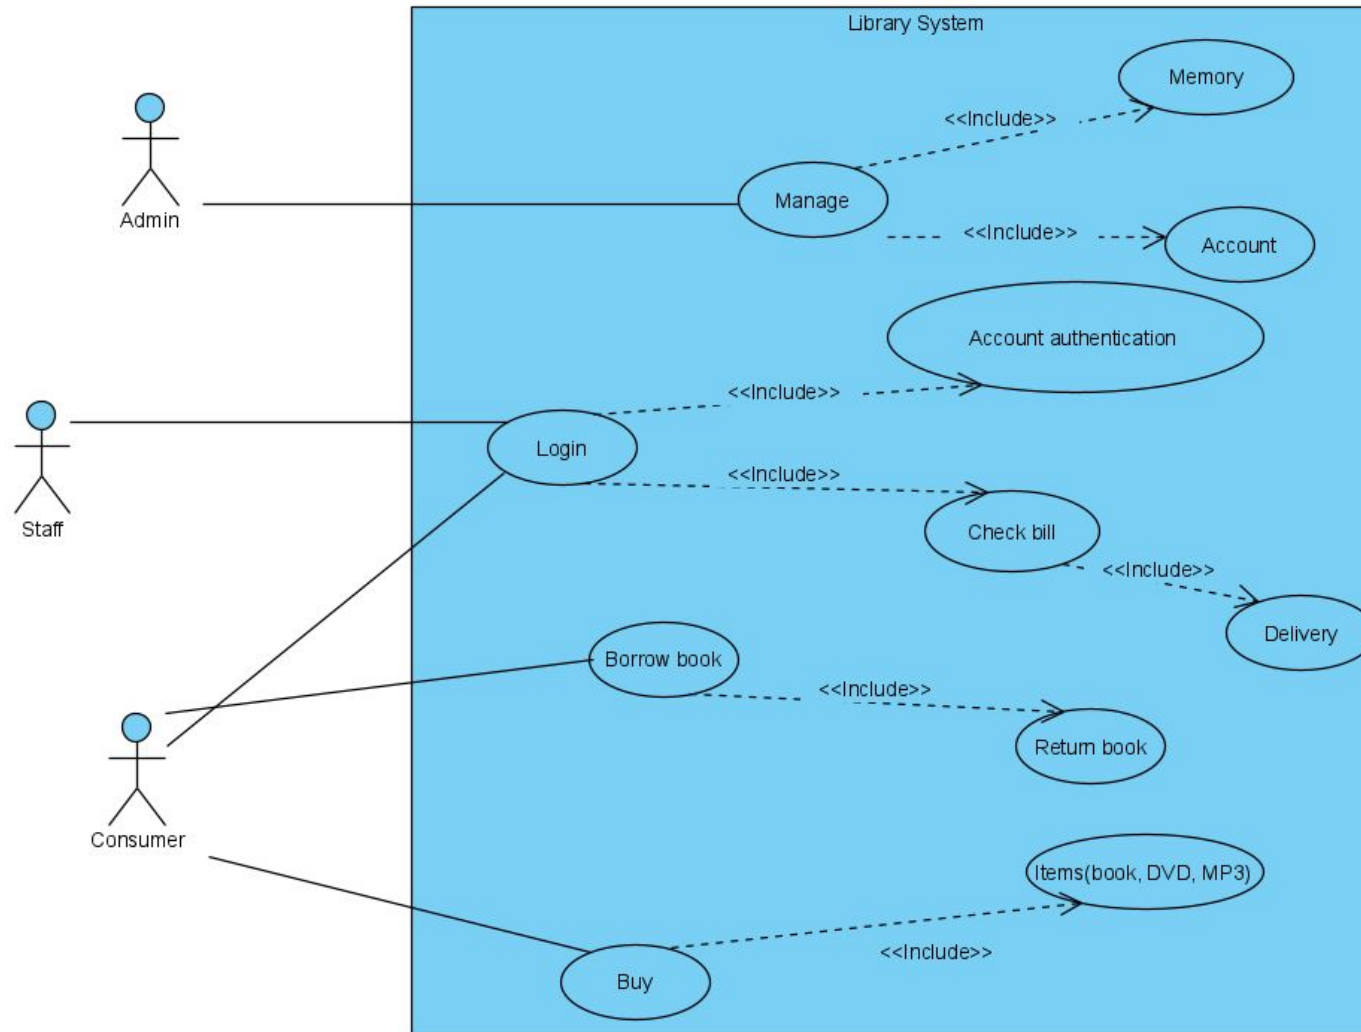 Library System
Memory
<<Include>>
Manage
Admin
<<Include>>
Account
Account authentication
<<Include>>
Login
<<Include>>
Staff
Check bill
<<Include>>
Delivery
Borrow book
<<Include>>
Return book
Consumer
Items(book, DVD, MP3)
<<Include>>
Buy